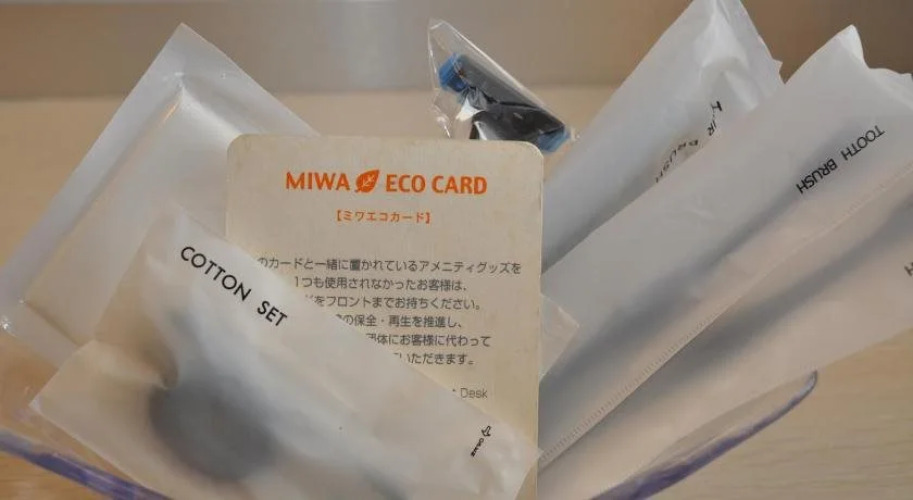 MIWA ECO CARD
【ミワエコカード】
のカードと一緒に置かれているアメニティグッズを
1つも使用されなかったお客様は、
をフロントまでお持ちください。
の保全・再生を推進し、
団体にお客様に代わって
いただきます。
Desk
COTTON SET
TOOTH BRUSH